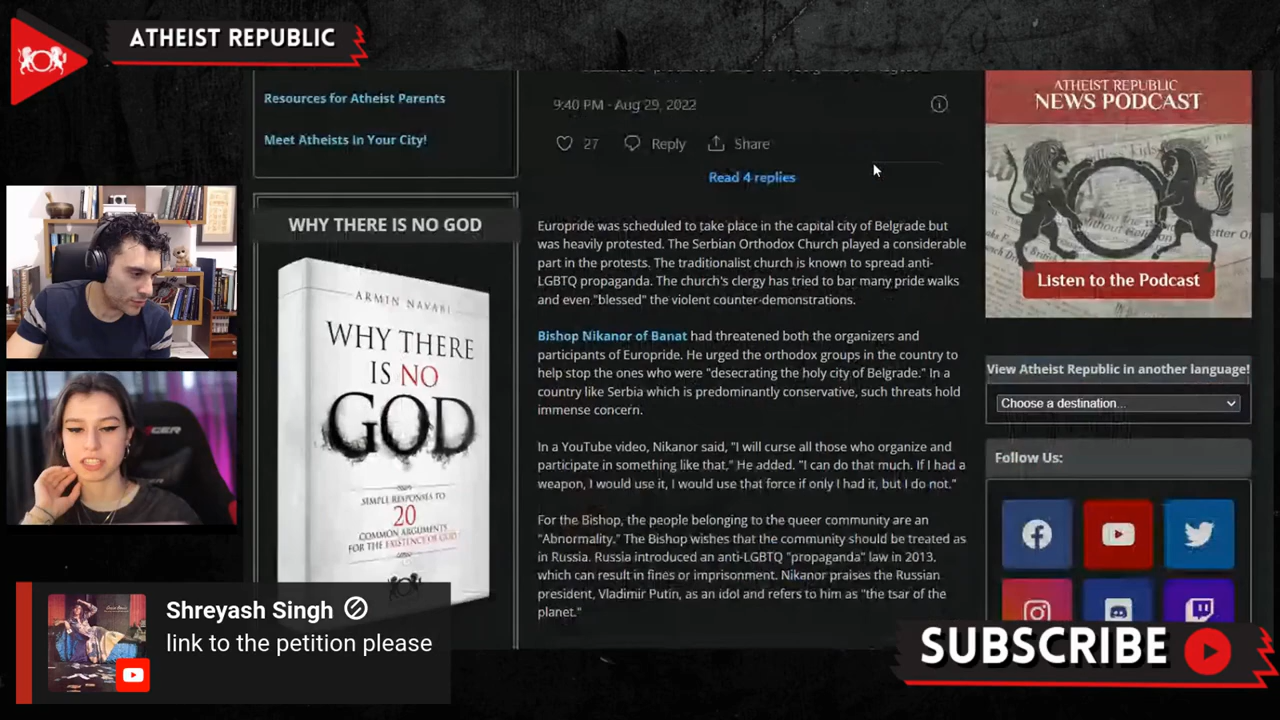 ATHEIST REPUBLIC
Resources for Atheist Parents
Meet Atheists in Your City!
WHY THERE IS NO GOD
ARMIN NAVABI
WHY THERE
IS NO
GOD
SIMPLE RESPONSES TO
20
COMMON ARGUMENTS
FOR THE EXISTENCE OF GOD
9:40 PM · Aug 29, 2022
27
Reply
Share
Read 4 replies
Europride was scheduled to take place in the capital city of Belgrade but
was heavily protested. The Serbian Orthodox Church played a considerable
part in the protests. The traditionalist church is known to spread anti-
LGBTQ propaganda. The church's clergy has tried to bar many pride walks
and even "blessed" the violent counter-demonstrations.
Bishop Nikanor of Banat had threatened both the organizers and
participants of Europride. He urged the orthodox groups in the country to
help stop the ones who were "desecrating the holy city of Belgrade." In a
country like Serbia which is predominantly conservative, such threats hold
immense concern.
In a YouTube video, Nikanor said, "I will curse all those who organize and
participate in something like that," He added. "I can do that much. If I had a
weapon, I would use it, I would use that force if only I had it, but I do not."
For the Bishop, the people belonging to the queer community are an
"Abnormality." The Bishop wishes that the community should be treated as
in Russia. Russia introduced an anti-LGBTQ "propaganda" law in 2013,
which can result in fines or imprisonment. Nikanor praises the Russian
president, Vladimir Putin, as an idol and refers to him as "the tsar of the
planet."
ATHEIST REPUBLIC
NEWS PODCAST
Listen to the Podcast
View Atheist Republic in another language!
Choose a destination...
Follow Us:
Shreyash Singh
link to the petition please
SUBSCRIBE